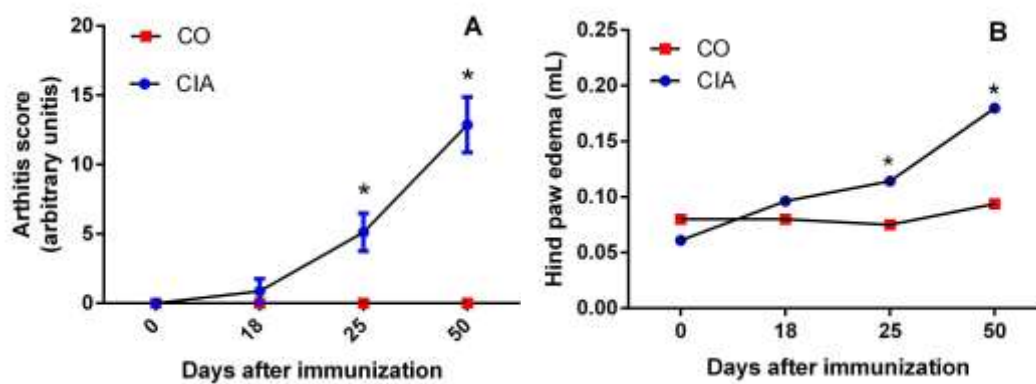 A
CO
CIA
Arthitis score
(arbitrary unitis)
20
15
10
5
0
*
*
0
18
25
50
Days after immunization
B
CO
CIA
Hind paw edema (mL)
0.25
0.20
0.15
0.10
0.05
0.00
*
*
0
18
25
50
Days after immunization